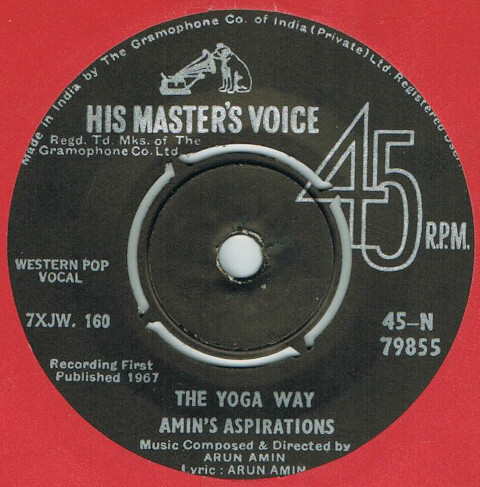 Made in India by The Gramophone Co. of India (Private) Ltd. Registered User
HIS MASTER'S VOICE
Regd. Td. Mks. of The
Gramophone Co. Ltd.
45 R.P.M.
WESTERN POP
VOCAL
7XJW. 160
45-N
79855
Recording First
Published 1967
THE YOGA WAY
AMIN'S ASPIRATIONS
Music Composed & Directed by
ARUN AMIN
Lyric : ARUN AMIN